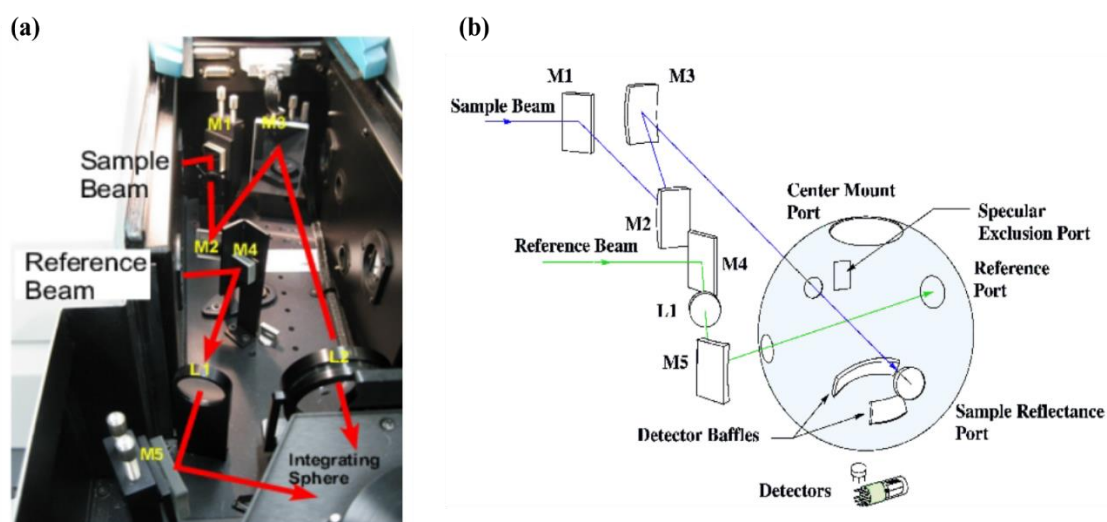 (a)
M1
M3
Sample
Beam
M2
M4
Reference
Beam
L1
L2
M5
Integrating
Sphere
(b)
M1
M3
Sample Beam
Center Mount
Port
Specular
Exclusion Port
M2
Reference Beam
M4
Reference
Port
L1
M5
Detector Baffles
Sample Reflectance
Port
Detectors